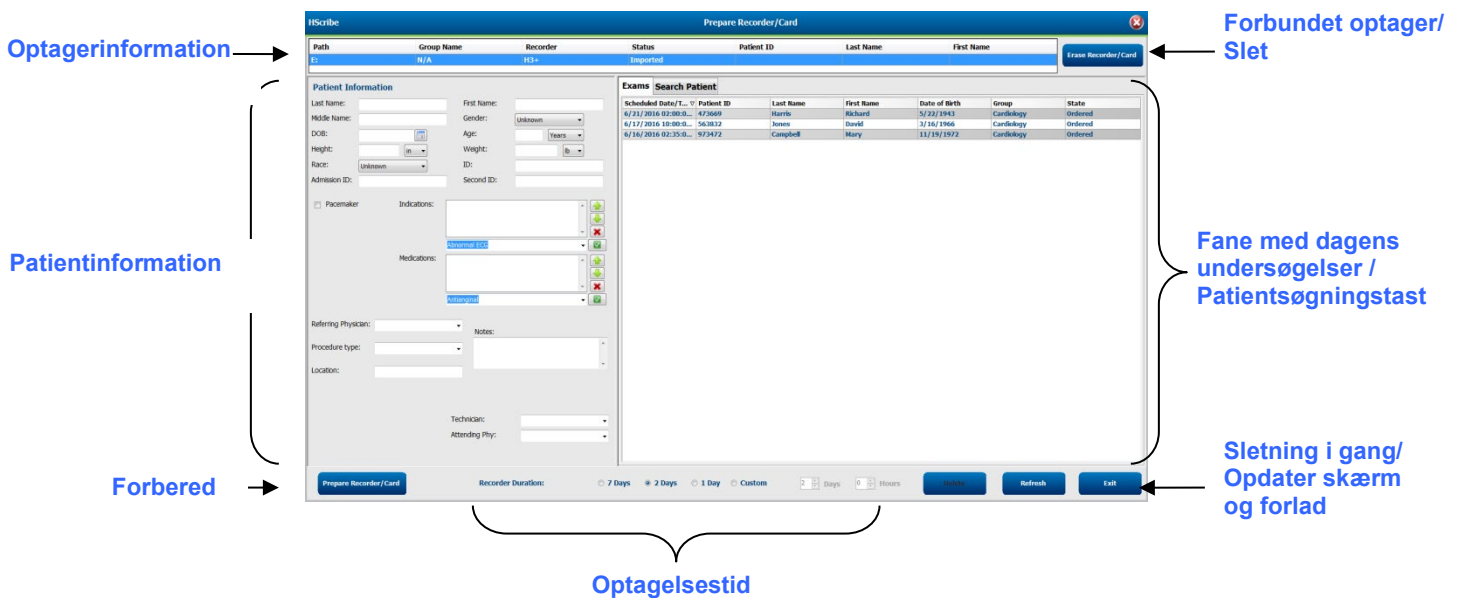 HScribe
Prepare Recorder/Card
Optagerinformation
Forbundet optager/
Slet
Path Group Name Recorder Status Patient ID Last Name First Name
E: N/A H3+ Imported
Erase Recorder/Card
Patient Information
Last Name: First Name:
Middle Name: Gender: Unknown
DOB: Age: Years
Height: in Weight: lb
Race: Unknown ID:
Admission ID: Second ID:
Pacemaker Indications:
Abnormal ECG
Medications:
Antianginal
Referring Physician:
Notes:
Procedure type:
Location:
Technician:
Attending Phy:
Exams Search Patient
Scheduled Date/T... Patient ID Last Name First Name Date of Birth Group State
6/21/2016 02:00:0... 473669 Harris Richard 5/22/1943 Cardiology Ordered
6/17/2016 10:00:0... 563832 Jones David 3/16/1966 Cardiology Ordered
6/16/2016 02:35:0... 973472 Campbell Mary 11/19/1972 Cardiology Ordered
Patientinformation
Fane med dagens
undersøgelser /
Patientsøgningstast
Forbered
Prepare Recorder/Card Recorder Duration: 7 Days 2 Days 1 Day Custom 2 Days 0 Hours Refresh Exit
Sletning i gang/
Opdater skærm
og forlad
Optagelsestid